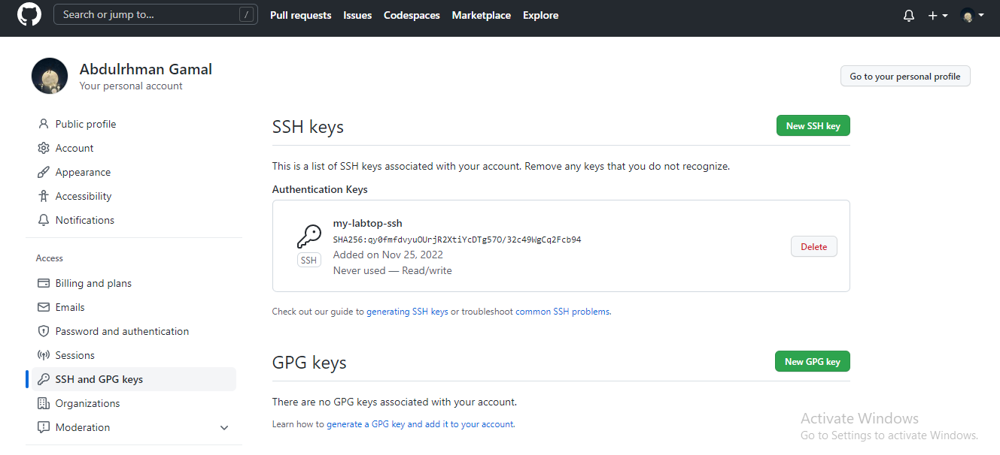 Search or jump to... /
Pull requests Issues Codespaces Marketplace Explore
Abdulrhman Gamal
Your personal account
Go to your personal profile
Public profile
Account
Appearance
Accessibility
Notifications
Access
Billing and plans
Emails
Password and authentication
Sessions
SSH and GPG keys
Organizations
Moderation
SSH keys
New SSH key
This is a list of SSH keys associated with your account. Remove any keys that you do not recognize.
Authentication Keys
my-labtop-ssh
SHA256:qy0fmfdvyuOUrjR2XtiYcDTg57O/32c49WgCq2Fcb94
Added on Nov 25, 2022
Never used — Read/write
SSH
Delete
Check out our guide to generating SSH keys or troubleshoot common SSH problems.
GPG keys
New GPG key
There are no GPG keys associated with your account.
Learn how to generate a GPG key and add it to your account.
Activate Windows
Go to Settings to activate Windows.